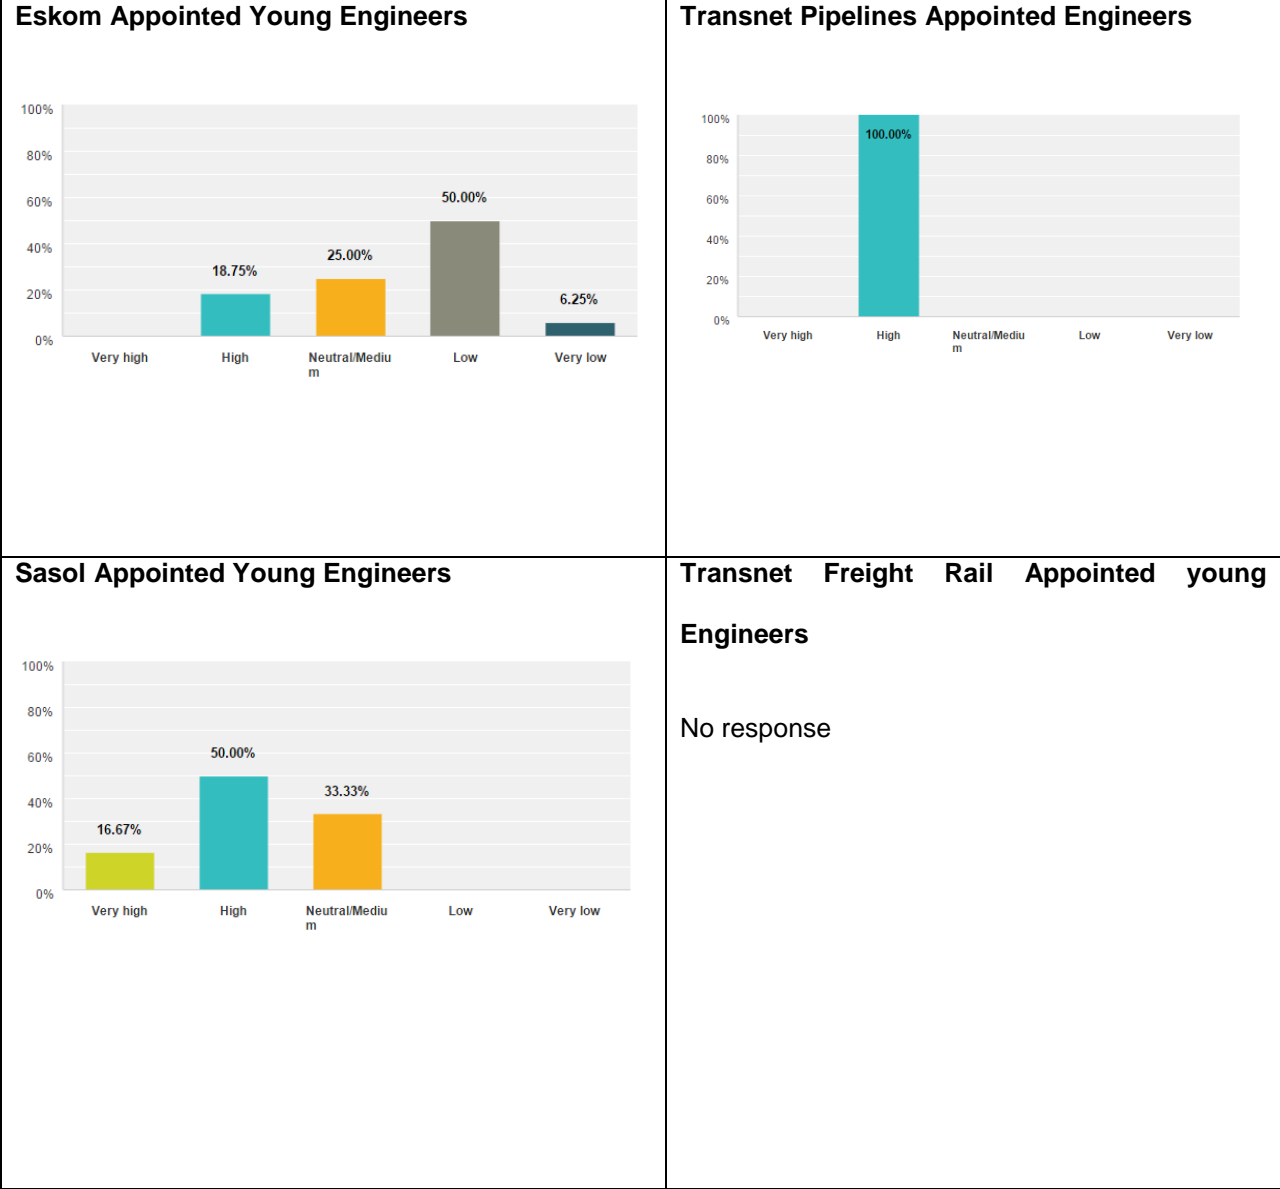 Eskom Appointed Young Engineers
100%
80%
60%
40%
20%
0%
18.75%
25.00%
50.00%
6.25%
Very high
High
Neutral/Mediu
m
Low
Very low
Transnet Pipelines Appointed Engineers
100%
80%
60%
40%
20%
0%
100.00%
Very high
High
Neutral/Mediu
m
Low
Very low
Sasol Appointed Young Engineers
100%
80%
60%
40%
20%
0%
16.67%
50.00%
33.33%
Very high
High
Neutral/Mediu
m
Low
Very low
Transnet Freight Rail Appointed young
Engineers
No response